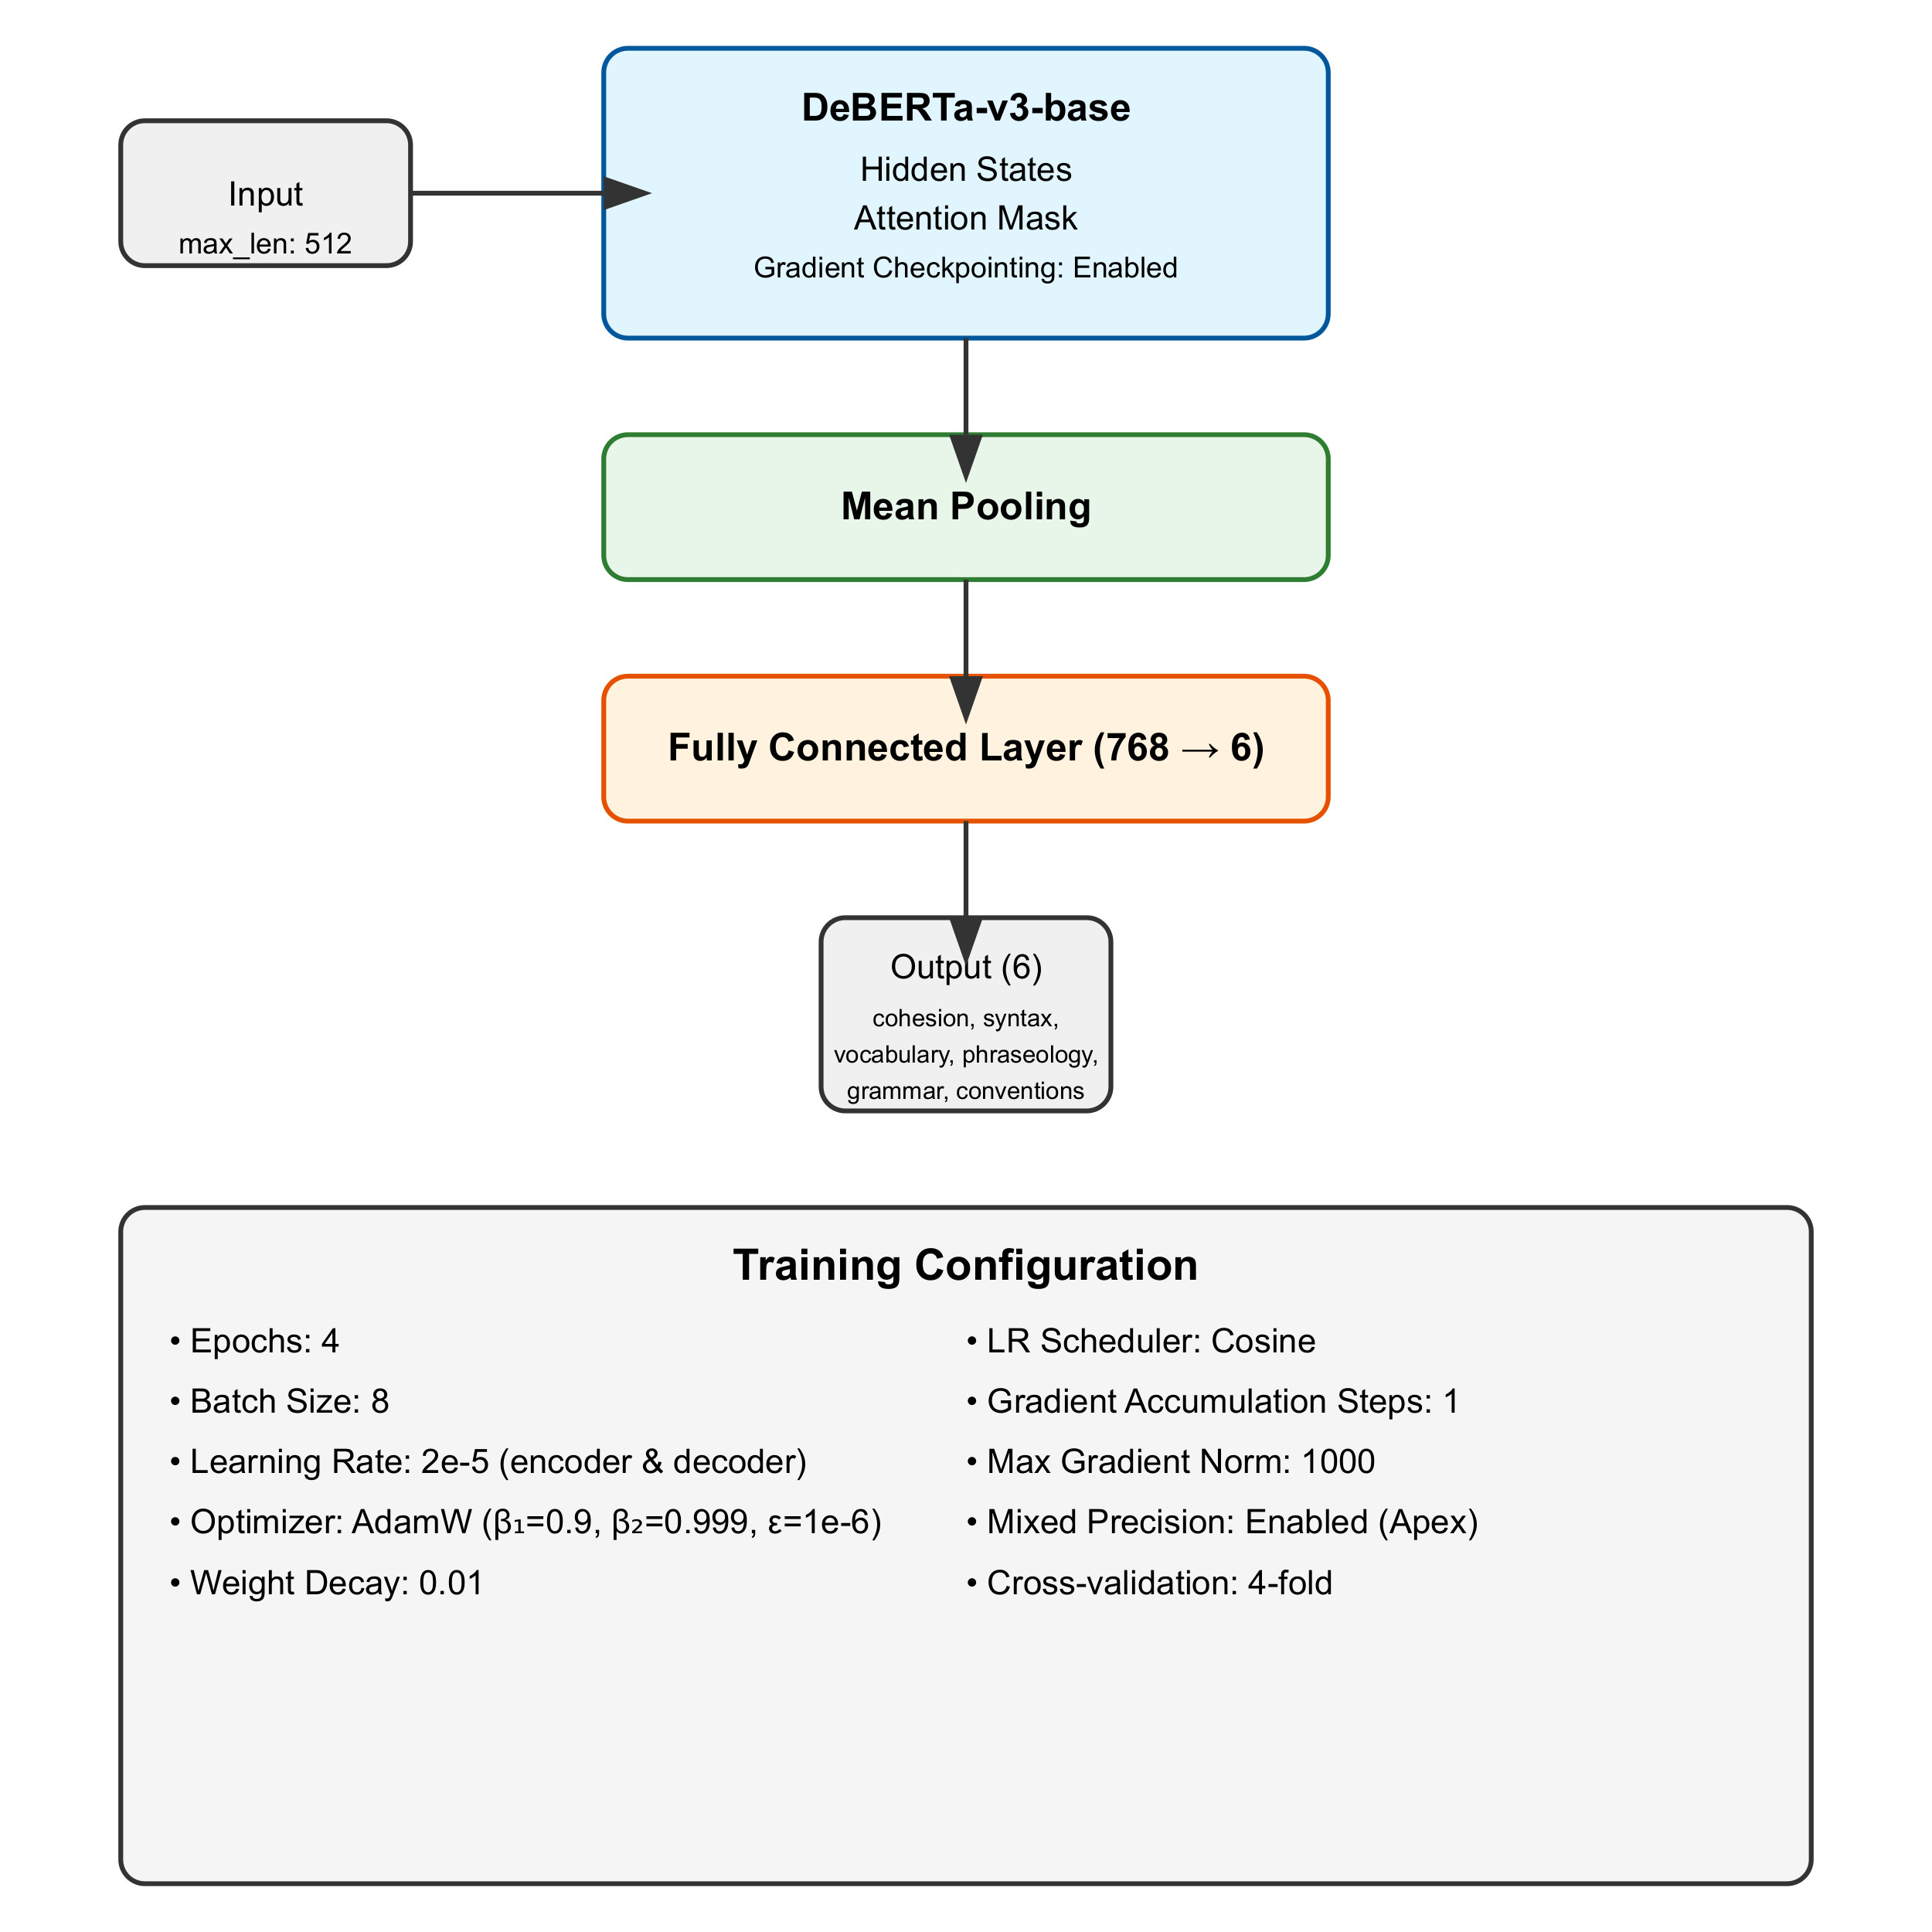 Input
max_len: 512
DeBERTa-v3-base
Hidden States
Attention Mask
Gradient Checkpointing: Enabled
Mean Pooling
Fully Connected Layer (768 → 6)
Output (6)
cohesion, syntax,
vocabulary, phraseology,
grammar, conventions
Training Configuration
• Epochs: 4
• Batch Size: 8
• Learning Rate: 2e-5 (encoder & decoder)
• Optimizer: AdamW (β₁=0.9, β₂=0.999, ε=1e-6)
• Weight Decay: 0.01
• LR Scheduler: Cosine
• Gradient Accumulation Steps: 1
• Max Gradient Norm: 1000
• Mixed Precision: Enabled (Apex)
• Cross-validation: 4-fold